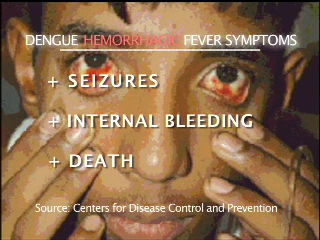 DENGUE HEMORRHAGIC FEVER SYMPTOMS
+ SEIZURES
+ INTERNAL BLEEDING
+ DEATH
Source: Centers for Disease Control and Prevention